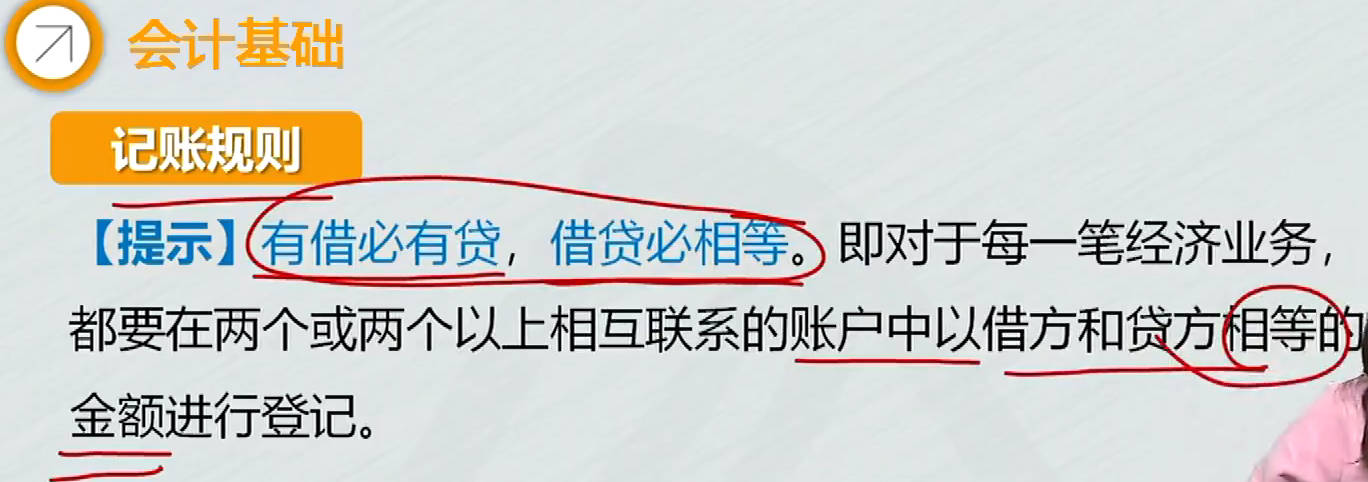 会计基础
记账规则
【提示】有借必有贷，借贷必相等。即对于每一笔经济业务，
都要在两个或两个以上相互联系的账户中以借方和贷方相等的
金额进行登记。